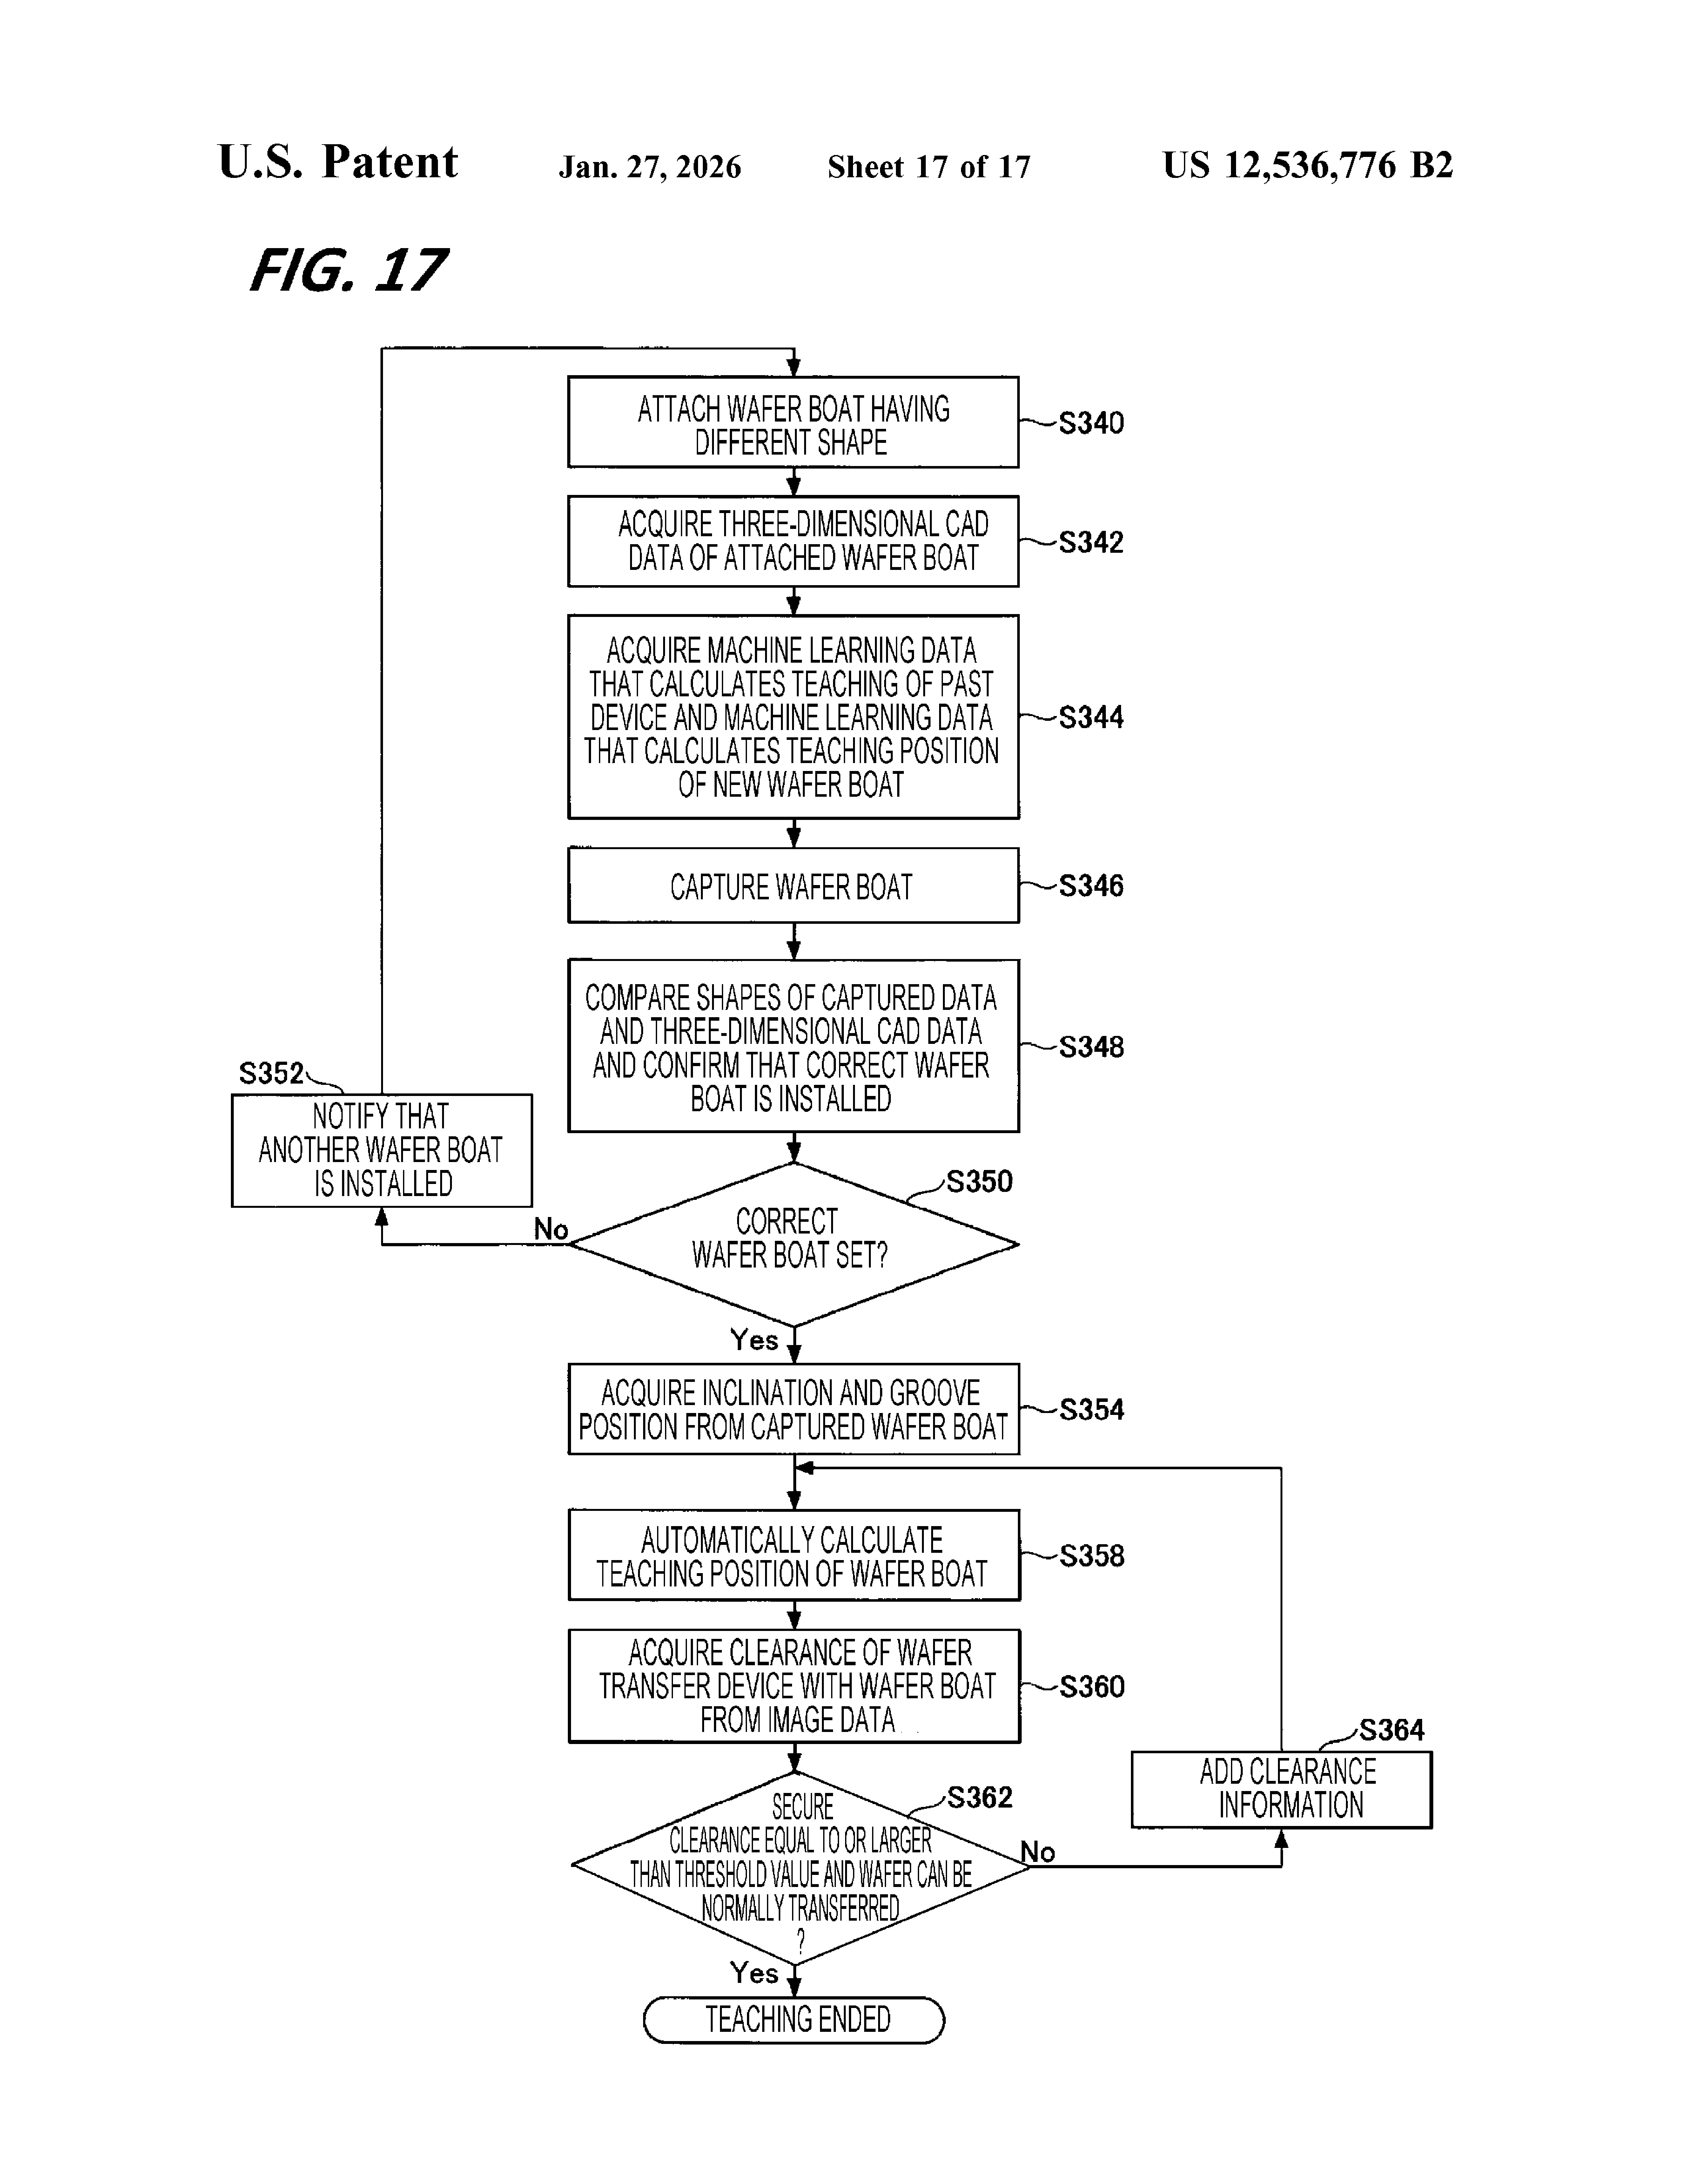 U.S. Patent Jan. 27, 2026 Sheet 17 of 17 US 12,536,776 B2
FIG. 17
ATTACH WAFER BOAT HAVING
DIFFERENT SHAPE
S340
ACQUIRE THREE-DIMENSIONAL CAD
DATA OF ATTACHED WAFER BOAT
S342
ACQUIRE MACHINE LEARNING DATA
THAT CALCULATES TEACHING OF PAST
DEVICE AND MACHINE LEARNING DATA
THAT CALCULATES TEACHING POSITION
OF NEW WAFER BOAT
S344
CAPTURE WAFER BOAT
S346
COMPARE SHAPES OF CAPTURED DATA
AND THREE-DIMENSIONAL CAD DATA
AND CONFIRM THAT CORRECT WAFER
BOAT IS INSTALLED
S348
S352
NOTIFY THAT
ANOTHER WAFER BOAT
IS INSTALLED
S350
CORRECT
WAFER BOAT SET?
No
Yes
ACQUIRE INCLINATION AND GROOVE
POSITION FROM CAPTURED WAFER BOAT
S354
AUTOMATICALLY CALCULATE
TEACHING POSITION OF WAFER BOAT
S358
ACQUIRE CLEARANCE OF WAFER
TRANSFER DEVICE WITH WAFER BOAT
FROM IMAGE DATA
S360
S364
ADD CLEARANCE
INFORMATION
S362
SECURE
CLEARANCE EQUAL TO OR LARGER
THAN THRESHOLD VALUE AND WAFER CAN BE
NORMALLY TRANSFERRED
?
No
Yes
TEACHING ENDED